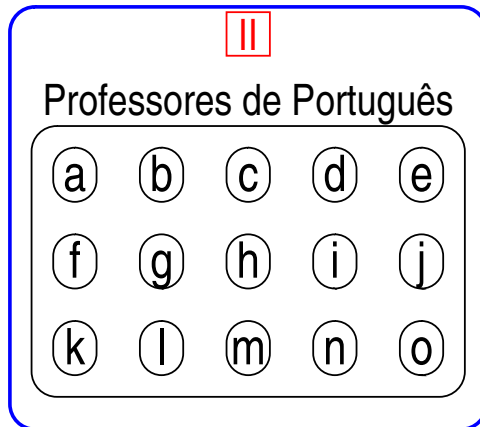 II
Professores de Português
a b c d e
f g h i j
k l m n o